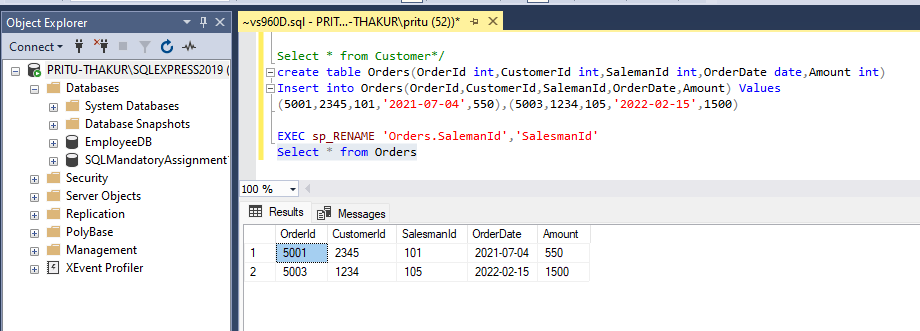 ~vs960D.sql - PRIT...-THAKUR\pritu (52))*
Object Explorer
Connect
PRITU-THAKUR\SQLEXPRESS2019 (
Databases
System Databases
Database Snapshots
EmployeeDB
SQLMandatoryAssignment
Security
Server Objects
Replication
PolyBase
Management
XEvent Profiler
Select * from Customer*/
create table Orders(OrderId int,CustomerId int,SalemanId int,OrderDate date,Amount int)
Insert into Orders(OrderId,CustomerId,SalemanId,OrderDate,Amount) Values
(5001,2345,101,'2021-07-04',550),(5003,1234,105,'2022-02-15',1500)
EXEC sp_RENAME 'Orders.SalemanId','SalesmanId'
Select * from Orders
100 %
Results Messages
OrderId CustomerId SalesmanId OrderDate Amount
1 5001 2345 101 2021-07-04 550
2 5003 1234 105 2022-02-15 1500